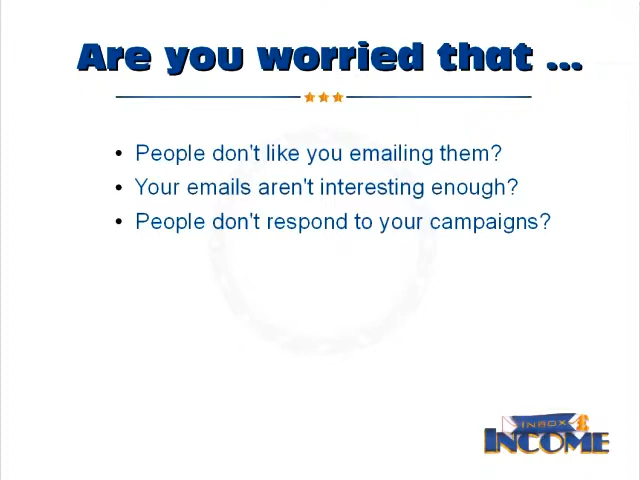 Are you worried that ...
• People don't like you emailing them?
• Your emails aren't interesting enough?
• People don't respond to your campaigns?
INBOX £
INCOME